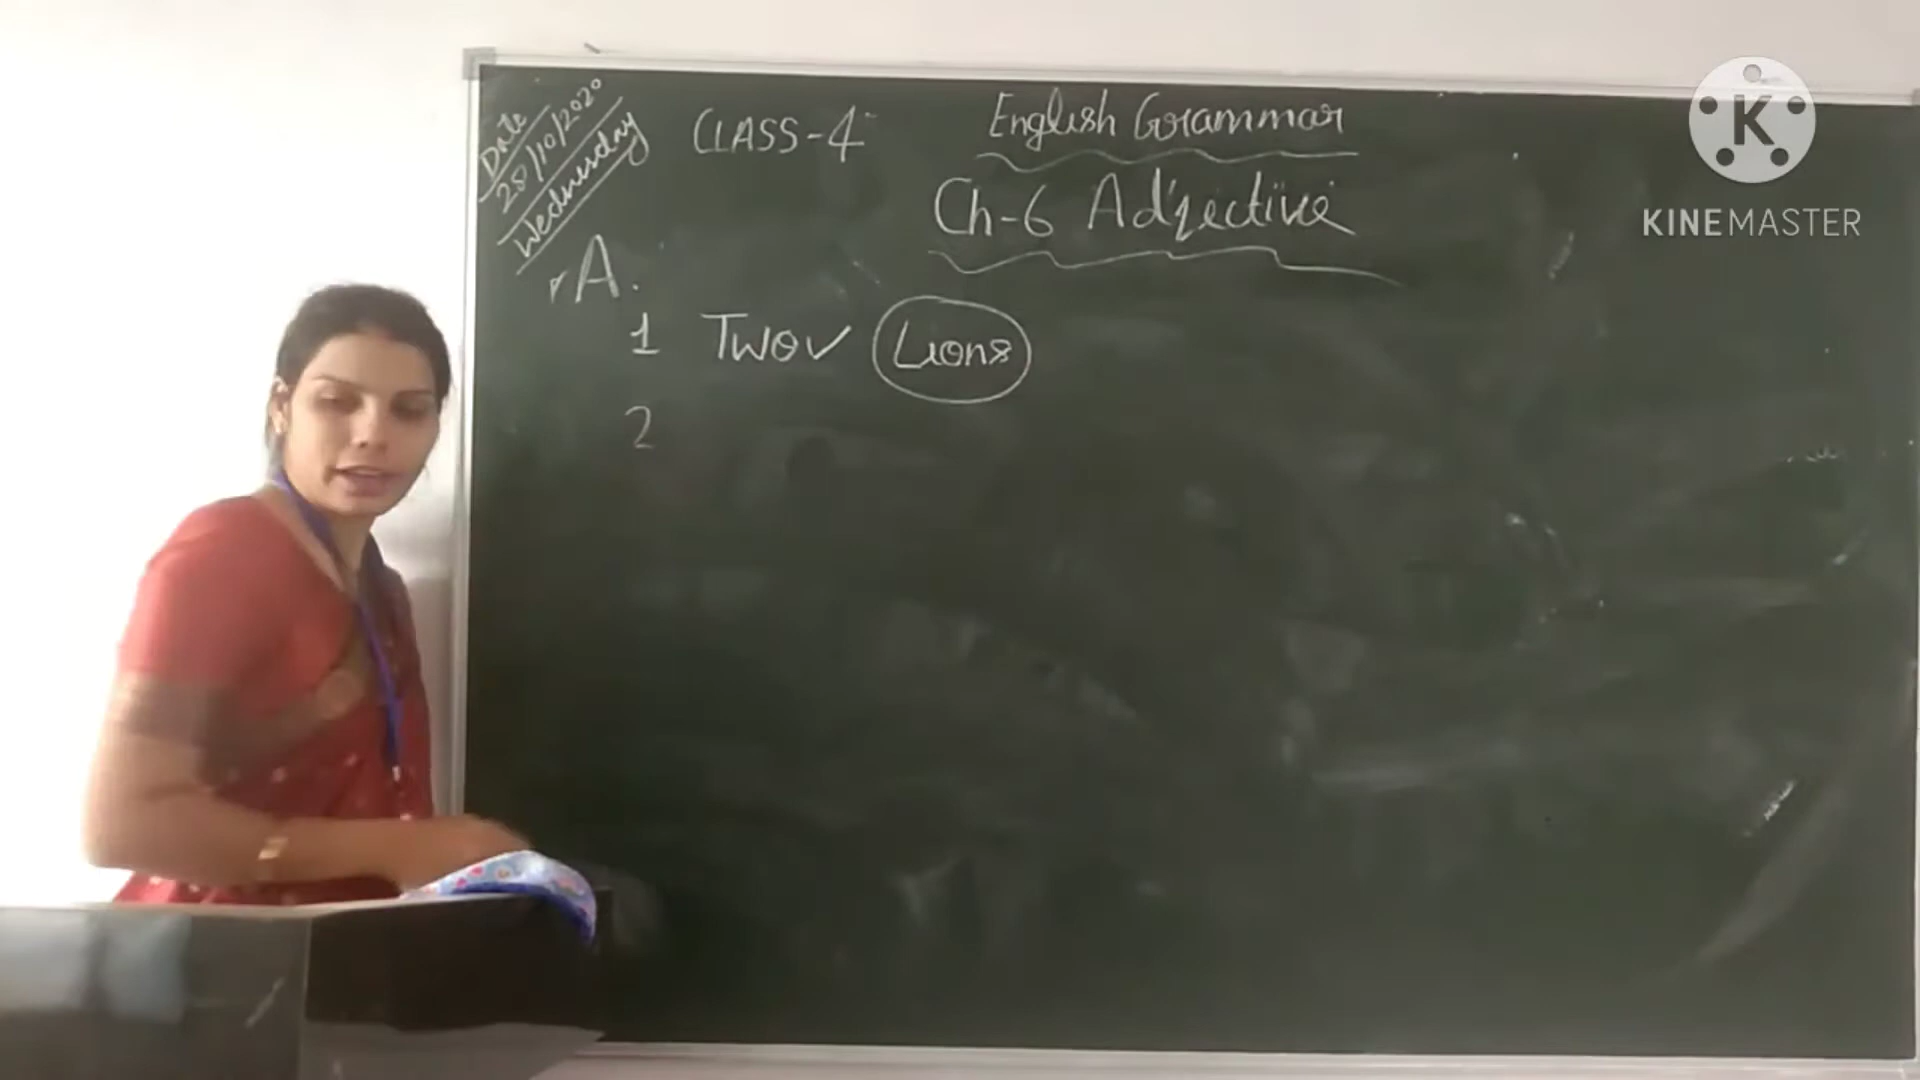 Date
28/10/2020
Wednesday
CLASS-4
English Grammar
Ch-6 Adjective
A.
1 Two Lions
2
K
KINEMASTER